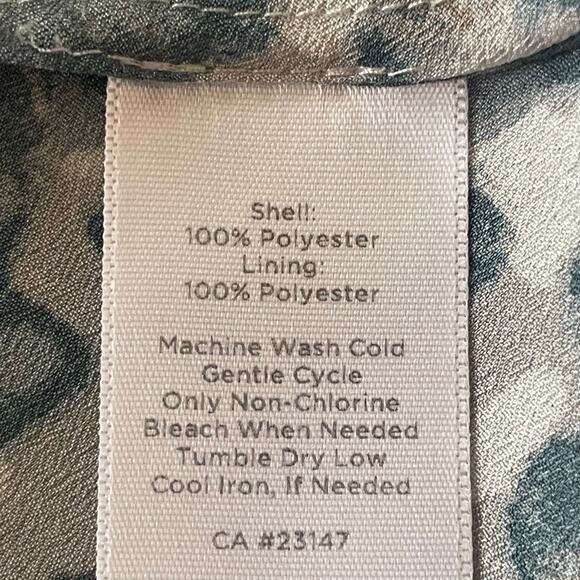 Shell:
100% Polyester
Lining:
100% Polyester
Machine Wash Cold
Gentle Cycle
Only Non-Chlorine
Bleach When Needed
Tumble Dry Low
Cool Iron, If Needed
CA #23147